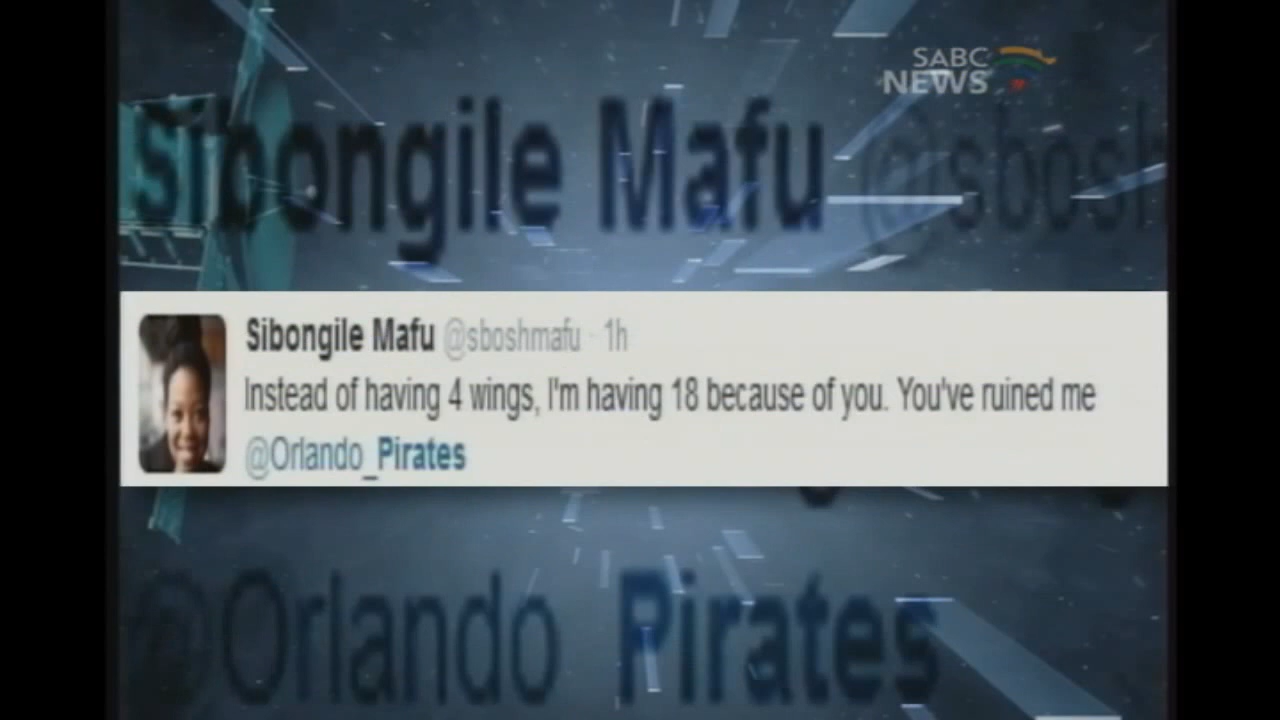 SABC
NEWS
Sibongile Mafu @sbosh
Sibongile Mafu @sboshmafu · 1h
Instead of having 4 wings, I'm having 18 because of you. You've ruined me
@Orlando_Pirates
@Orlando Pirates